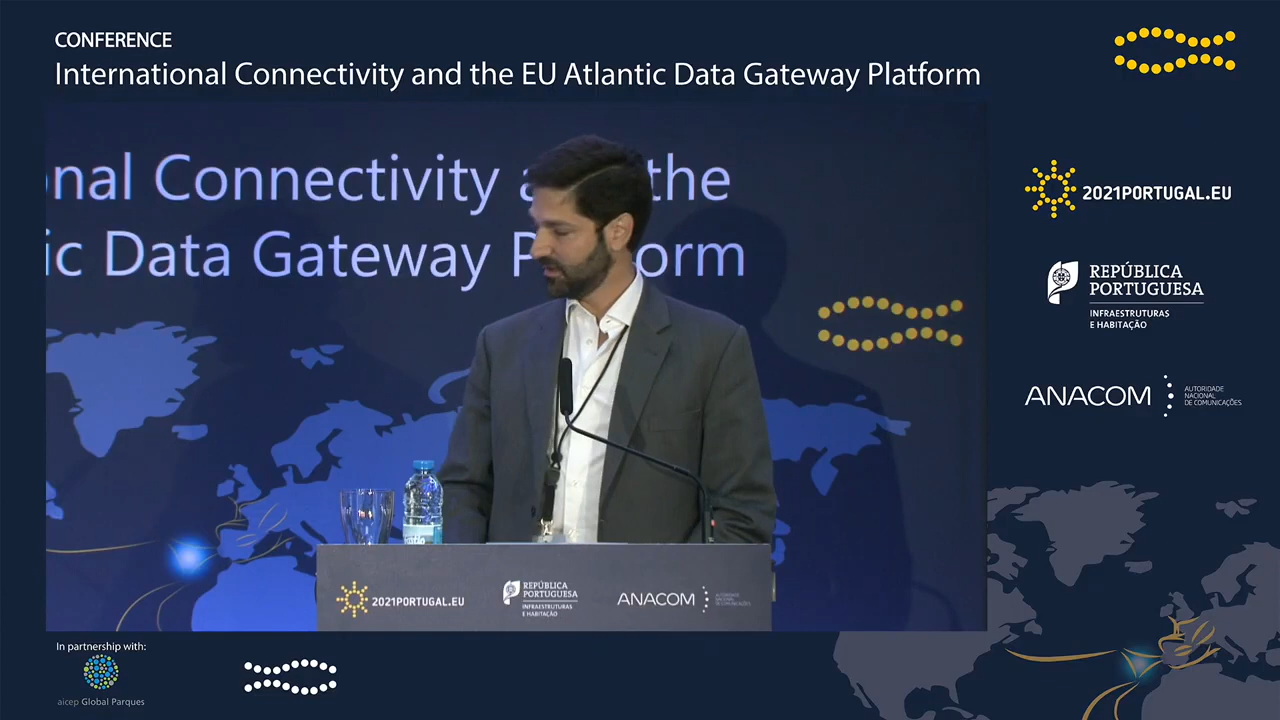 CONFERENCE
International Connectivity and the EU Atlantic Data Gateway Platform
onal Connectivity a the
ic Data Gateway P orm
2021PORTUGAL.EU
REPÚBLICA
PORTUGUESA
INFRAESTRUTURAS
E HABITAÇÃO
ANACOM
AUTORIDADE
NACIONAL
DE COMUNICAÇÕES
2021PORTUGAL.EU
REPÚBLICA
PORTUGUESA
INFRAESTRUTURAS
E HABITAÇÃO
ANACOM
In partnership with:
aicep Global Parques